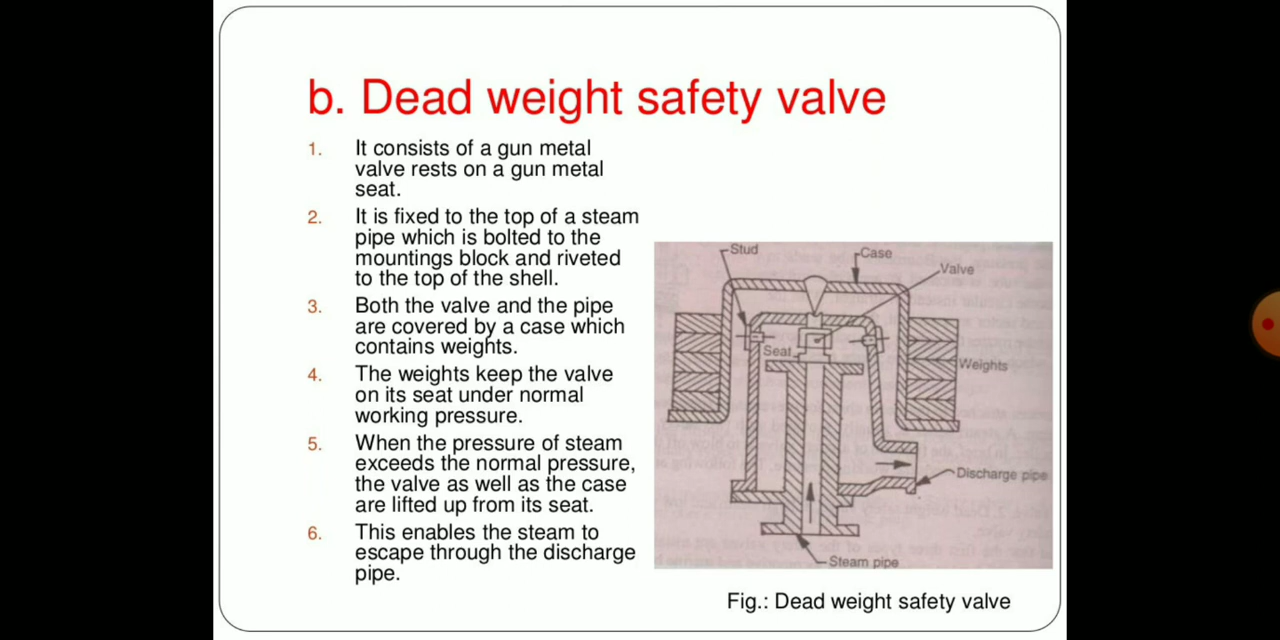 b. Dead weight safety valve
1. It consists of a gun metal
valve rests on a gun metal
seat.
2. It is fixed to the top of a steam
pipe which is bolted to the
mountings block and riveted
to the top of the shell.
3. Both the valve and the pipe
are covered by a case which
contains weights.
4. The weights keep the valve
on its seat under normal
working pressure.
5. When the pressure of steam
exceeds the normal pressure,
the valve as well as the case
are lifted up from its seat.
6. This enables the steam to
escape through the discharge
pipe.
Stud
Case
Valve
Seat
Weights
Discharge pipe
Steam pipe
Fig.: Dead weight safety valve